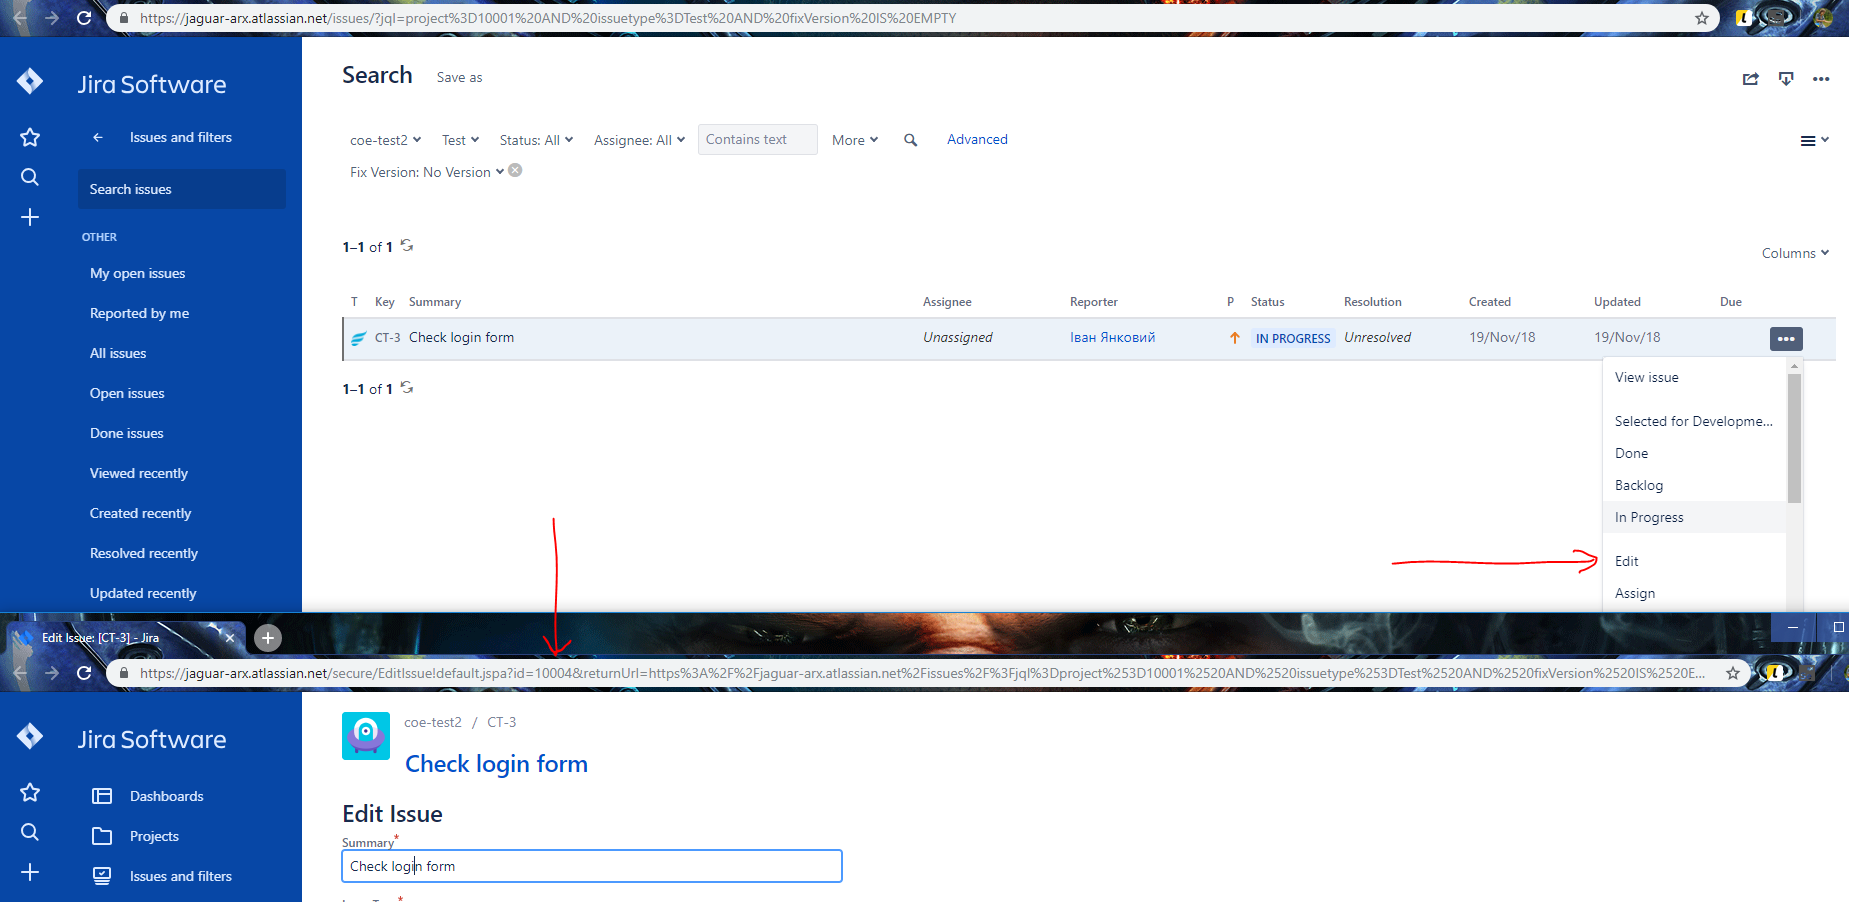 https://jaguar-arx.atlassian.net/issues/?jql=project%3D10001%20AND%20issuetype%3DTest%20AND%20fixVersion%20IS%20EMPTY
Jira Software
Issues and filters
Search issues
OTHER
My open issues
Reported by me
All issues
Open issues
Done issues
Viewed recently
Created recently
Resolved recently
Updated recently
Search Save as
coe-test2 Test Status: All Assignee: All Contains text More Advanced
Fix Version: No Version
1–1 of 1
Columns
T Key Summary Assignee Reporter P Status Resolution Created Updated Due
CT-3 Check login form Unassigned Іван Янковий IN PROGRESS Unresolved 19/Nov/18 19/Nov/18
1–1 of 1
View issue
Selected for Developme...
Done
Backlog
In Progress
Edit
Assign
Edit Issue: [CT-3] - Jira
https://jaguar-arx.atlassian.net/secure/EditIssue!default.jspa?id=10004&returnUrl=https%3A%2F%2Fjaguar-arx.atlassian.net%2Fissues%2F%3Fjql%3Dproject%253D10001%2520AND%2520issuetype%253DTest%2520AND%2520fixVersion%2520IS%2520E...
Jira Software
Dashboards
Projects
Issues and filters
coe-test2 / CT-3
Check login form
Edit Issue
Summary*
Check login form